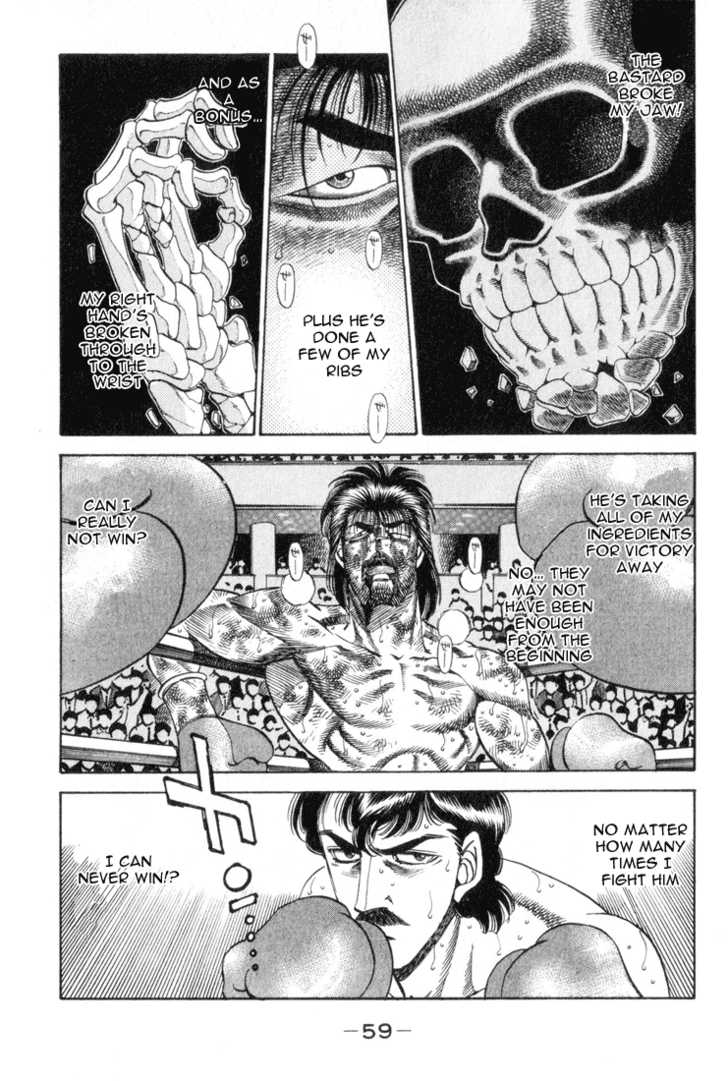 THE
BASTARD
BROKE
MY JAW!
PLUS HE'S
DONE A
FEW OF MY
RIBS
AND AS
A
BONUS...
MY RIGHT
HAND'S
BROKEN
THROUGH
TO THE
WRIST
HE'S TAKING
ALL OF MY
INGREDIENTS
FOR VICTORY
AWAY
NO... THEY
MAY NOT
HAVE BEEN
ENOUGH
FROM THE
BEGINNING
CAN I
REALLY
NOT WIN?
NO MATTER
HOW MANY
TIMES I
FIGHT HIM
I CAN
NEVER WIN!?
-59-